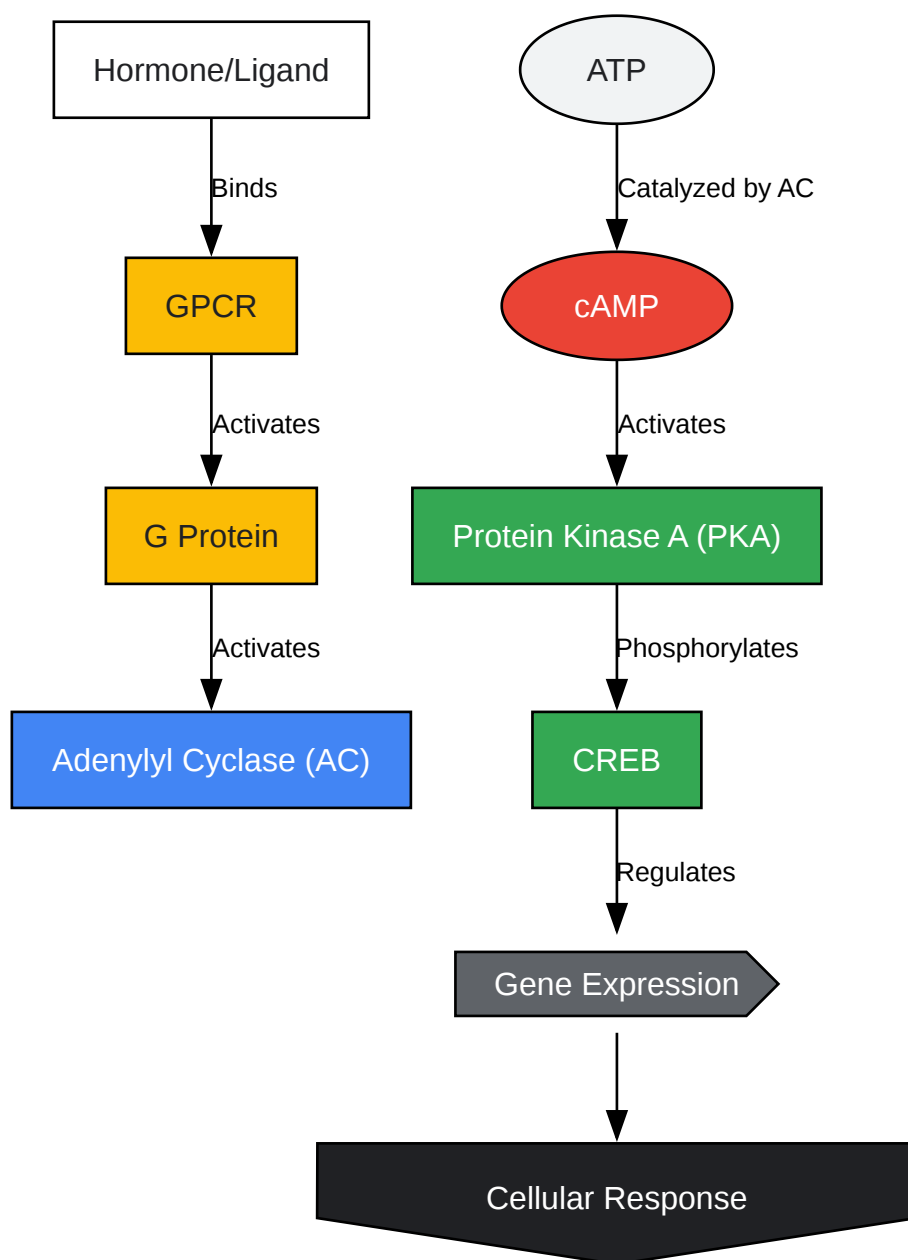 Hormone/Ligand
Binds
GPCR
Activates
G Protein
Activates
Adenylyl Cyclase (AC)
ATP
Catalyzed by AC
cAMP
Activates
Protein Kinase A (PKA)
Phosphorylates
CREB
Regulates
Gene Expression
Cellular Response